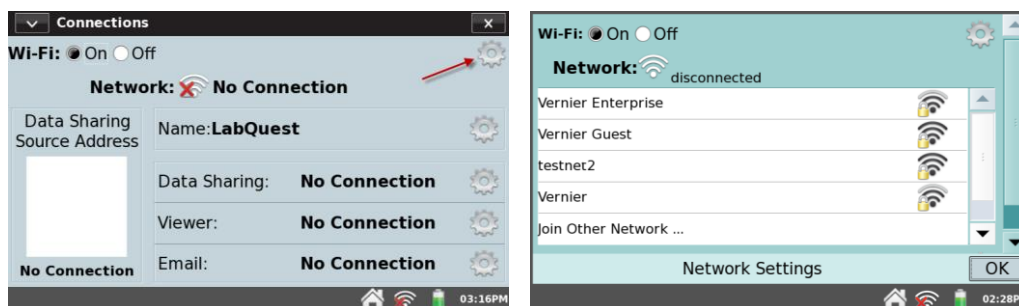 Connections
X
Wi-Fi: On Off
Network: No Connection
Data Sharing
Source Address
Name:LabQuest
Data Sharing: No Connection
Viewer: No Connection
Email: No Connection
No Connection
03:16PM
Wi-Fi: On Off
Network: disconnected
Vernier Enterprise
Vernier Guest
testnet2
Vernier
Join Other Network ...
Network Settings
OK
02:28P